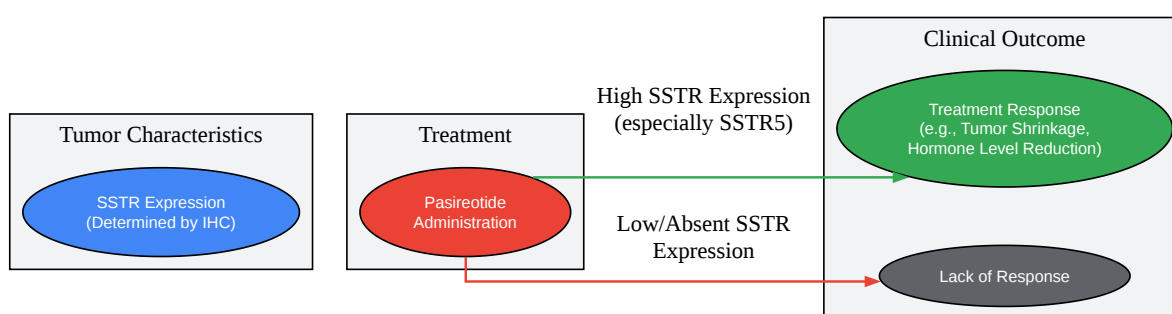 Tumor Characteristics
SSTR Expression
(Determined by IHC)
Treatment
Pasireotide
Administration
High SSTR Expression
(especially SSTR5)
Low/Absent SSTR
Expression
Clinical Outcome
Treatment Response
(e.g., Tumor Shrinkage,
Hormone Level Reduction)
Lack of Response